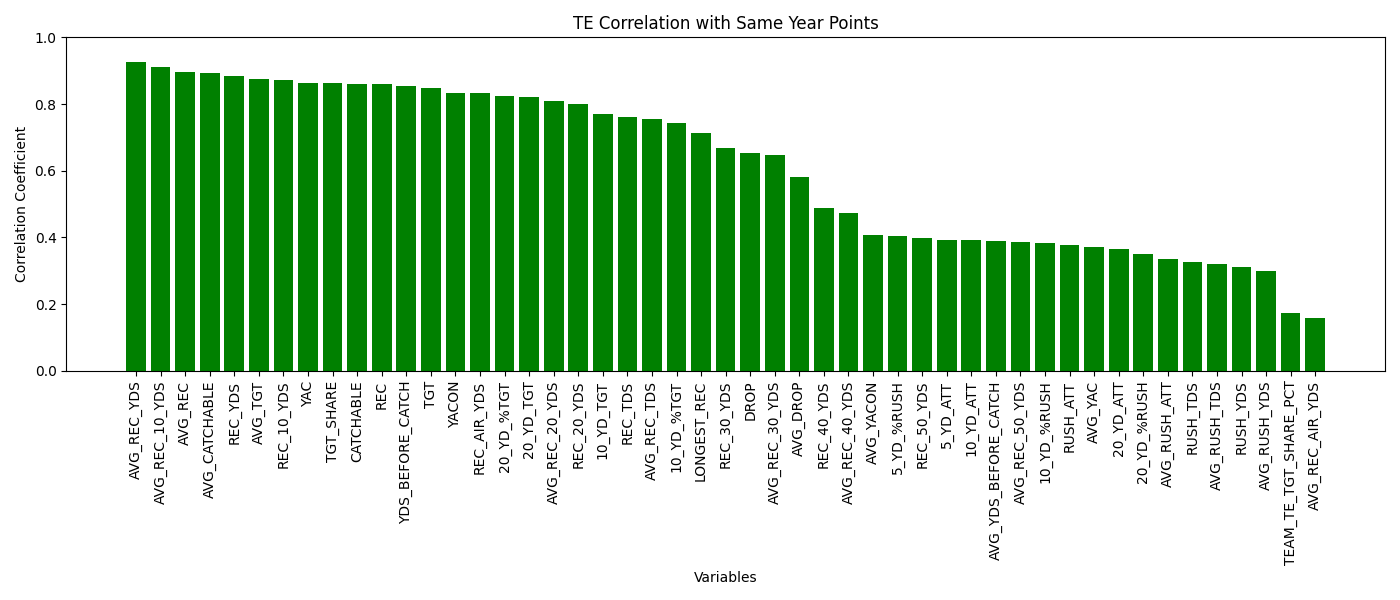 TE Correlation with Same Year Points
1.0
0.8
0.6
0.4
0.2
0.0
Correlation Coefficient
AVG_REC_YDS
AVG_REC_10_YDS
AVG_REC
AVG_CATCHABLE
REC_YDS
AVG_TGT
REC_10_YDS
YAC
TGT_SHARE
CATCHABLE
REC
YDS_BEFORE_CATCH
TGT
YACON
REC_AIR_YDS
20_YD_%TGT
20_YD_TGT
AVG_REC_20_YDS
REC_20_YDS
10_YD_TGT
REC_TDS
AVG_REC_TDS
10_YD_%TGT
LONGEST_REC
REC_30_YDS
DROP
AVG_REC_30_YDS
AVG_DROP
REC_40_YDS
AVG_REC_40_YDS
AVG_YACON
5_YD_%RUSH
REC_50_YDS
5_YD_ATT
10_YD_ATT
AVG_YDS_BEFORE_CATCH
AVG_REC_50_YDS
10_YD_%RUSH
RUSH_ATT
AVG_YAC
20_YD_ATT
20_YD_%RUSH
AVG_RUSH_ATT
RUSH_TDS
AVG_RUSH_TDS
RUSH_YDS
AVG_RUSH_YDS
TEAM_TE_TGT_SHARE_PCT
AVG_REC_AIR_YDS
Variables